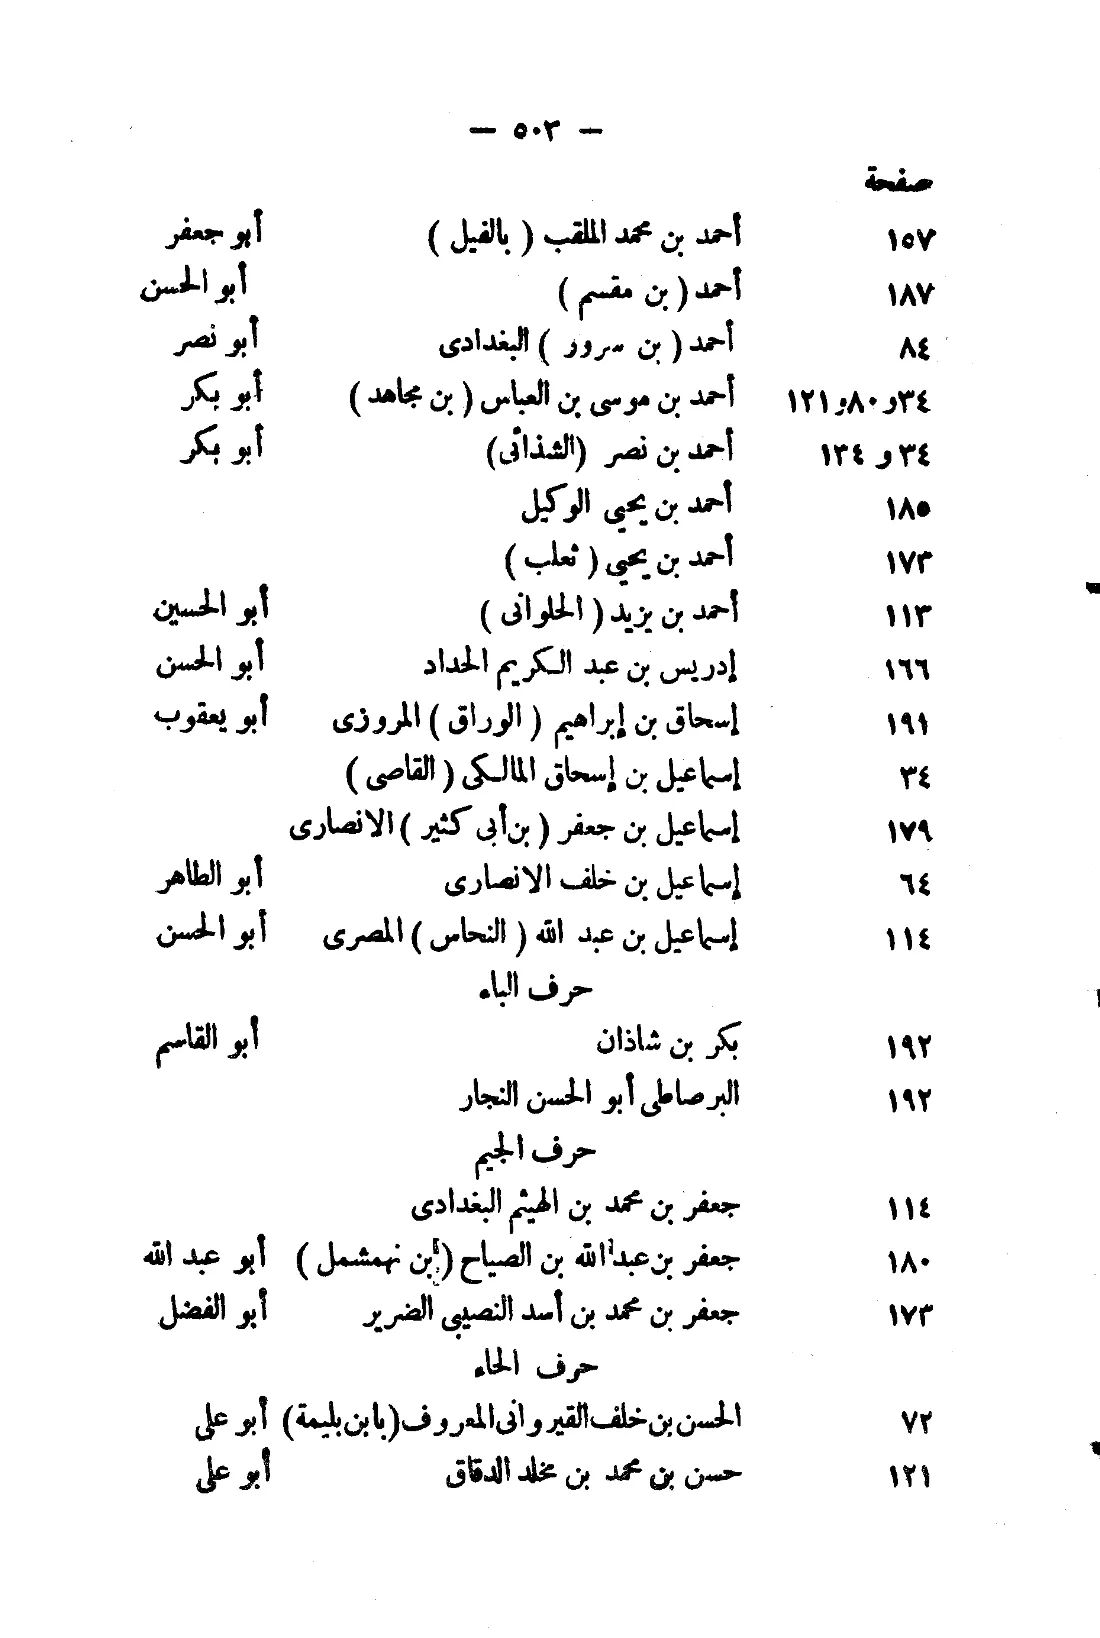 — ٥٠٣ —
صفحة
١٥٧ أحمد بن محمد الملقب ( بالفيل ) أبو جعفر
١٨٧ أحمد ( بن مقسم ) أبو الحسن
٨٤ أحمد ( بن سرور ) البغدادى أبو نصر
٣٤و٨٠و١٢١ أحمد بن موسى بن العباس ( بن مجاهد ) أبو بكر
٣٤ و ١٣٤ أحمد بن نصر (الشذائى) أبو بكر
١٨٥ أحمد بن يحيى الوكيل
١٧٣ أحمد بن يحيى ( ثعلب )
١١٣ أحمد بن يزيد ( الحلوانى ) أبو الحسين
١٦٦ إدريس بن عبد الكريم الحداد أبو الحسن
١٩١ إسحاق بن إبراهيم ( الوراق ) المروزى أبو يعقوب
٣٤ إسماعيل بن إسحاق المالكى ( القاضى )
١٧٩ إسماعيل بن جعفر ( بن أبى كثير ) الانصارى
٦٤ إسماعيل بن خلف الانصارى أبو الطاهر
١١٤ إسماعيل بن عبد الله ( النحاس ) المصرى أبو الحسن
حرف الباء
١٩٢ بكر بن شاذان أبو القاسم
١٩٢ البرصاطى أبو الحسن النجار
حرف الجيم
١١٤ جعفر بن محمد بن الهيثم البغدادى
١٨٠ جعفر بن عبد الله بن الصياح (ابن نهمشمل ) أبو عبد الله
١٧٣ جعفر بن محمد بن أسد النصيبى الضرير أبو الفضل
حرف الحاء
٧٢ الحسن بن خلف القيروانى المعروف (بابن بليمة) أبو على
١٢١ حسن بن محمد بن مخلد الدقاق أبو على